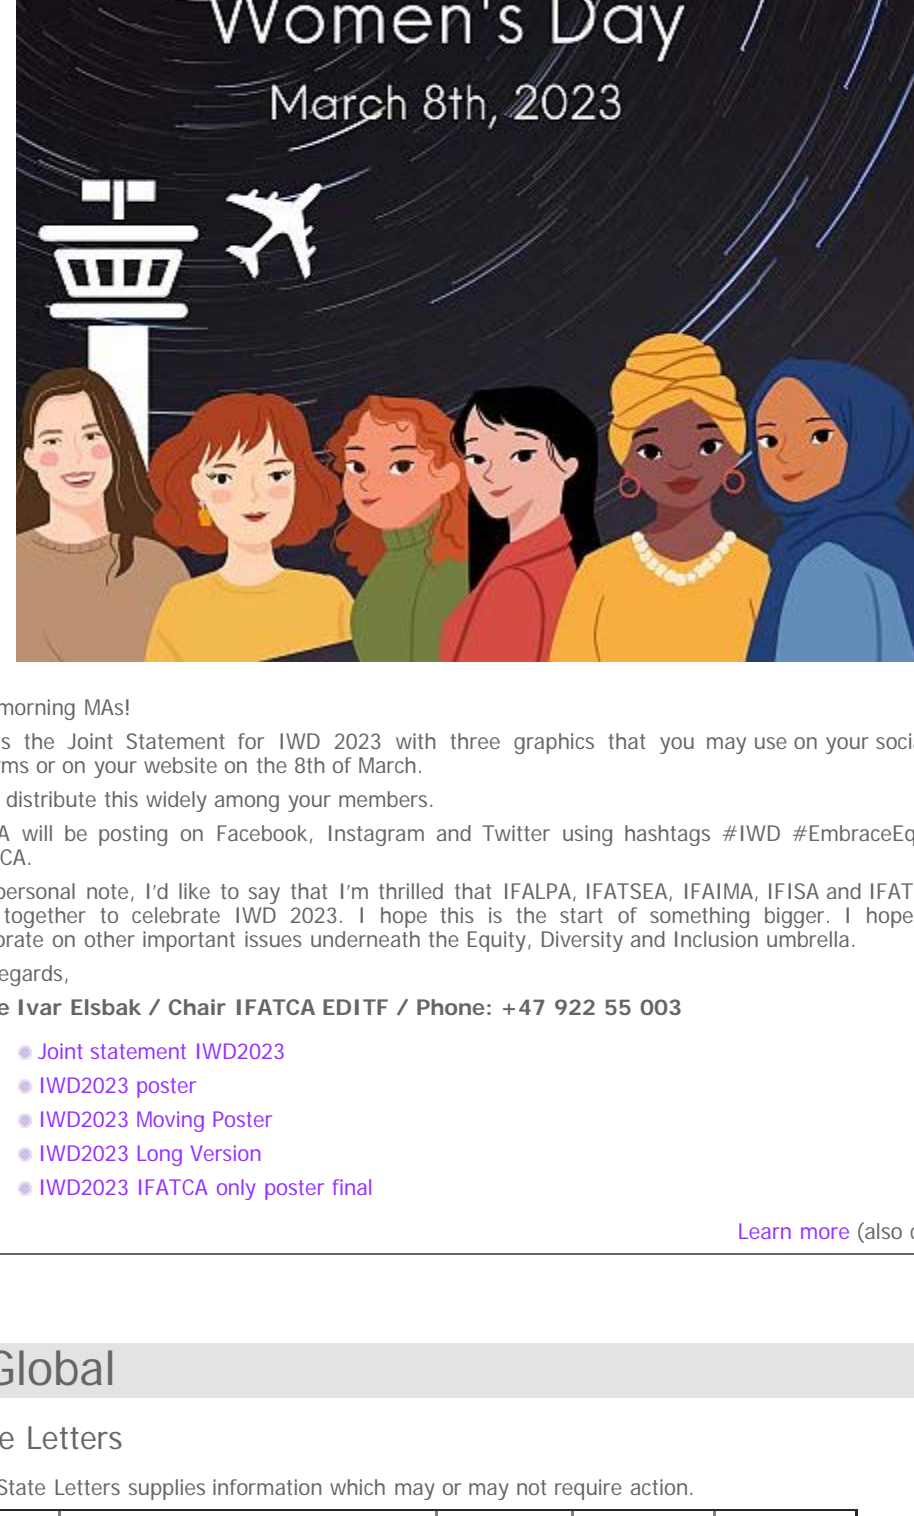 Women's Day
March 8th, 2023
morning MAs!
s the Joint Statement for IWD 2023 with three graphics that you may use on your socia
rms or on your website on the 8th of March.
distribute this widely among your members.
A will be posting on Facebook, Instagram and Twitter using hashtags #IWD #EmbraceEq
CA.
personal note, I'd like to say that I'm thrilled that IFALPA, IFATSEA, IFAIMA, IFISA and IFAT
together to celebrate IWD 2023. I hope this is the start of something bigger. I hope
orate on other important issues underneath the Equity, Diversity and Inclusion umbrella.
egards,
e Ivar Elsbak / Chair IFATCA EDITF / Phone: +47 922 55 003
Joint statement IWD2023
IWD2023 poster
IWD2023 Moving Poster
IWD2023 Long Version
IWD2023 IFATCA only poster final
Learn more (also o
Global
e Letters
State Letters supplies information which may or may not require action.